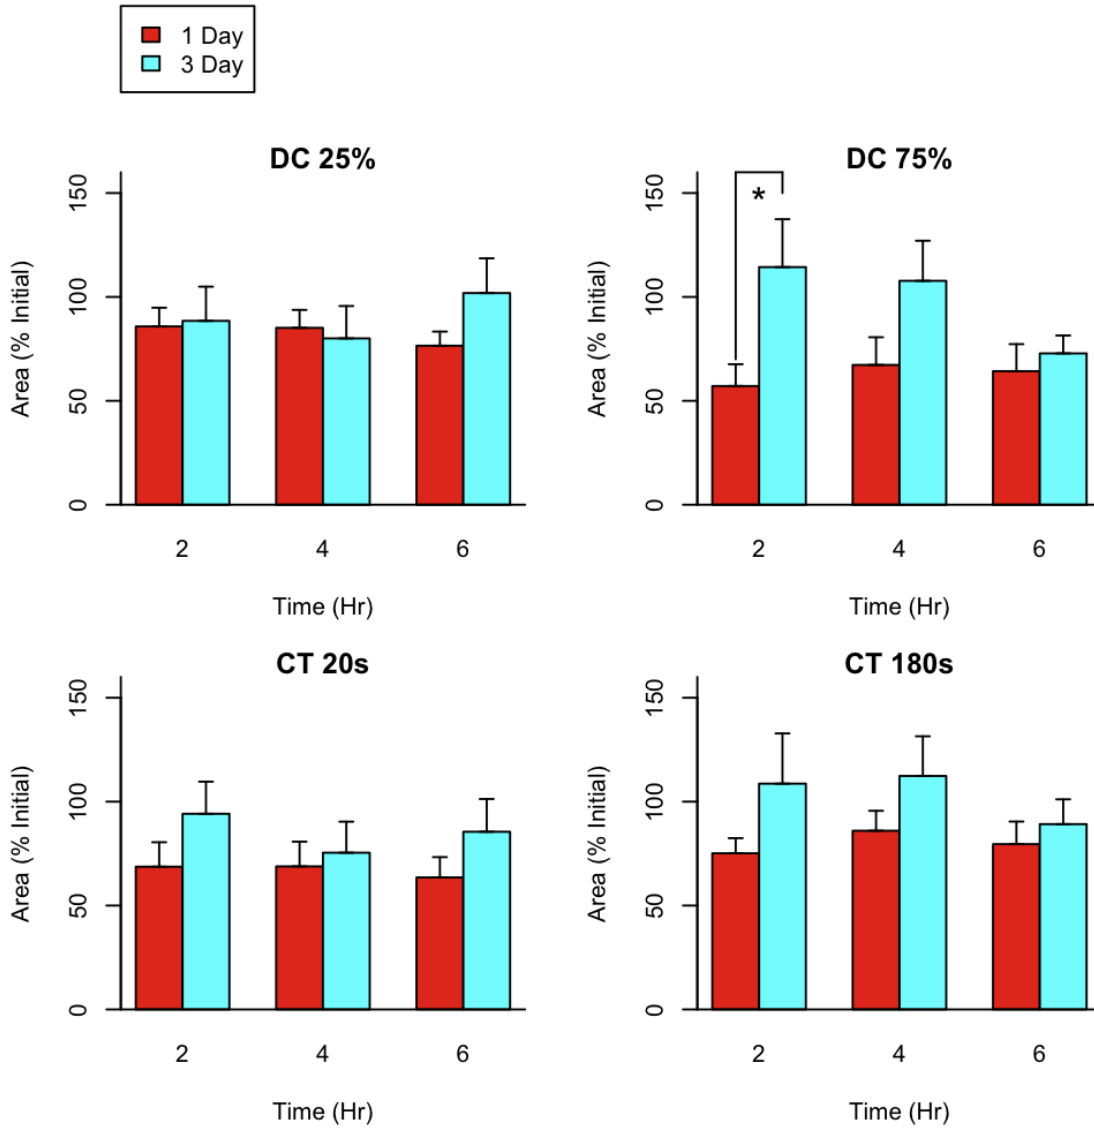 1 Day
3 Day
DC 25%
150
100
50
0
Area (% Initial)
2 4 6
Time (Hr)
DC 75%
*
150
100
50
0
Area (% Initial)
2 4 6
Time (Hr)
CT 20s
150
100
50
0
Area (% Initial)
2 4 6
Time (Hr)
CT 180s
150
100
50
0
Area (% Initial)
2 4 6
Time (Hr)